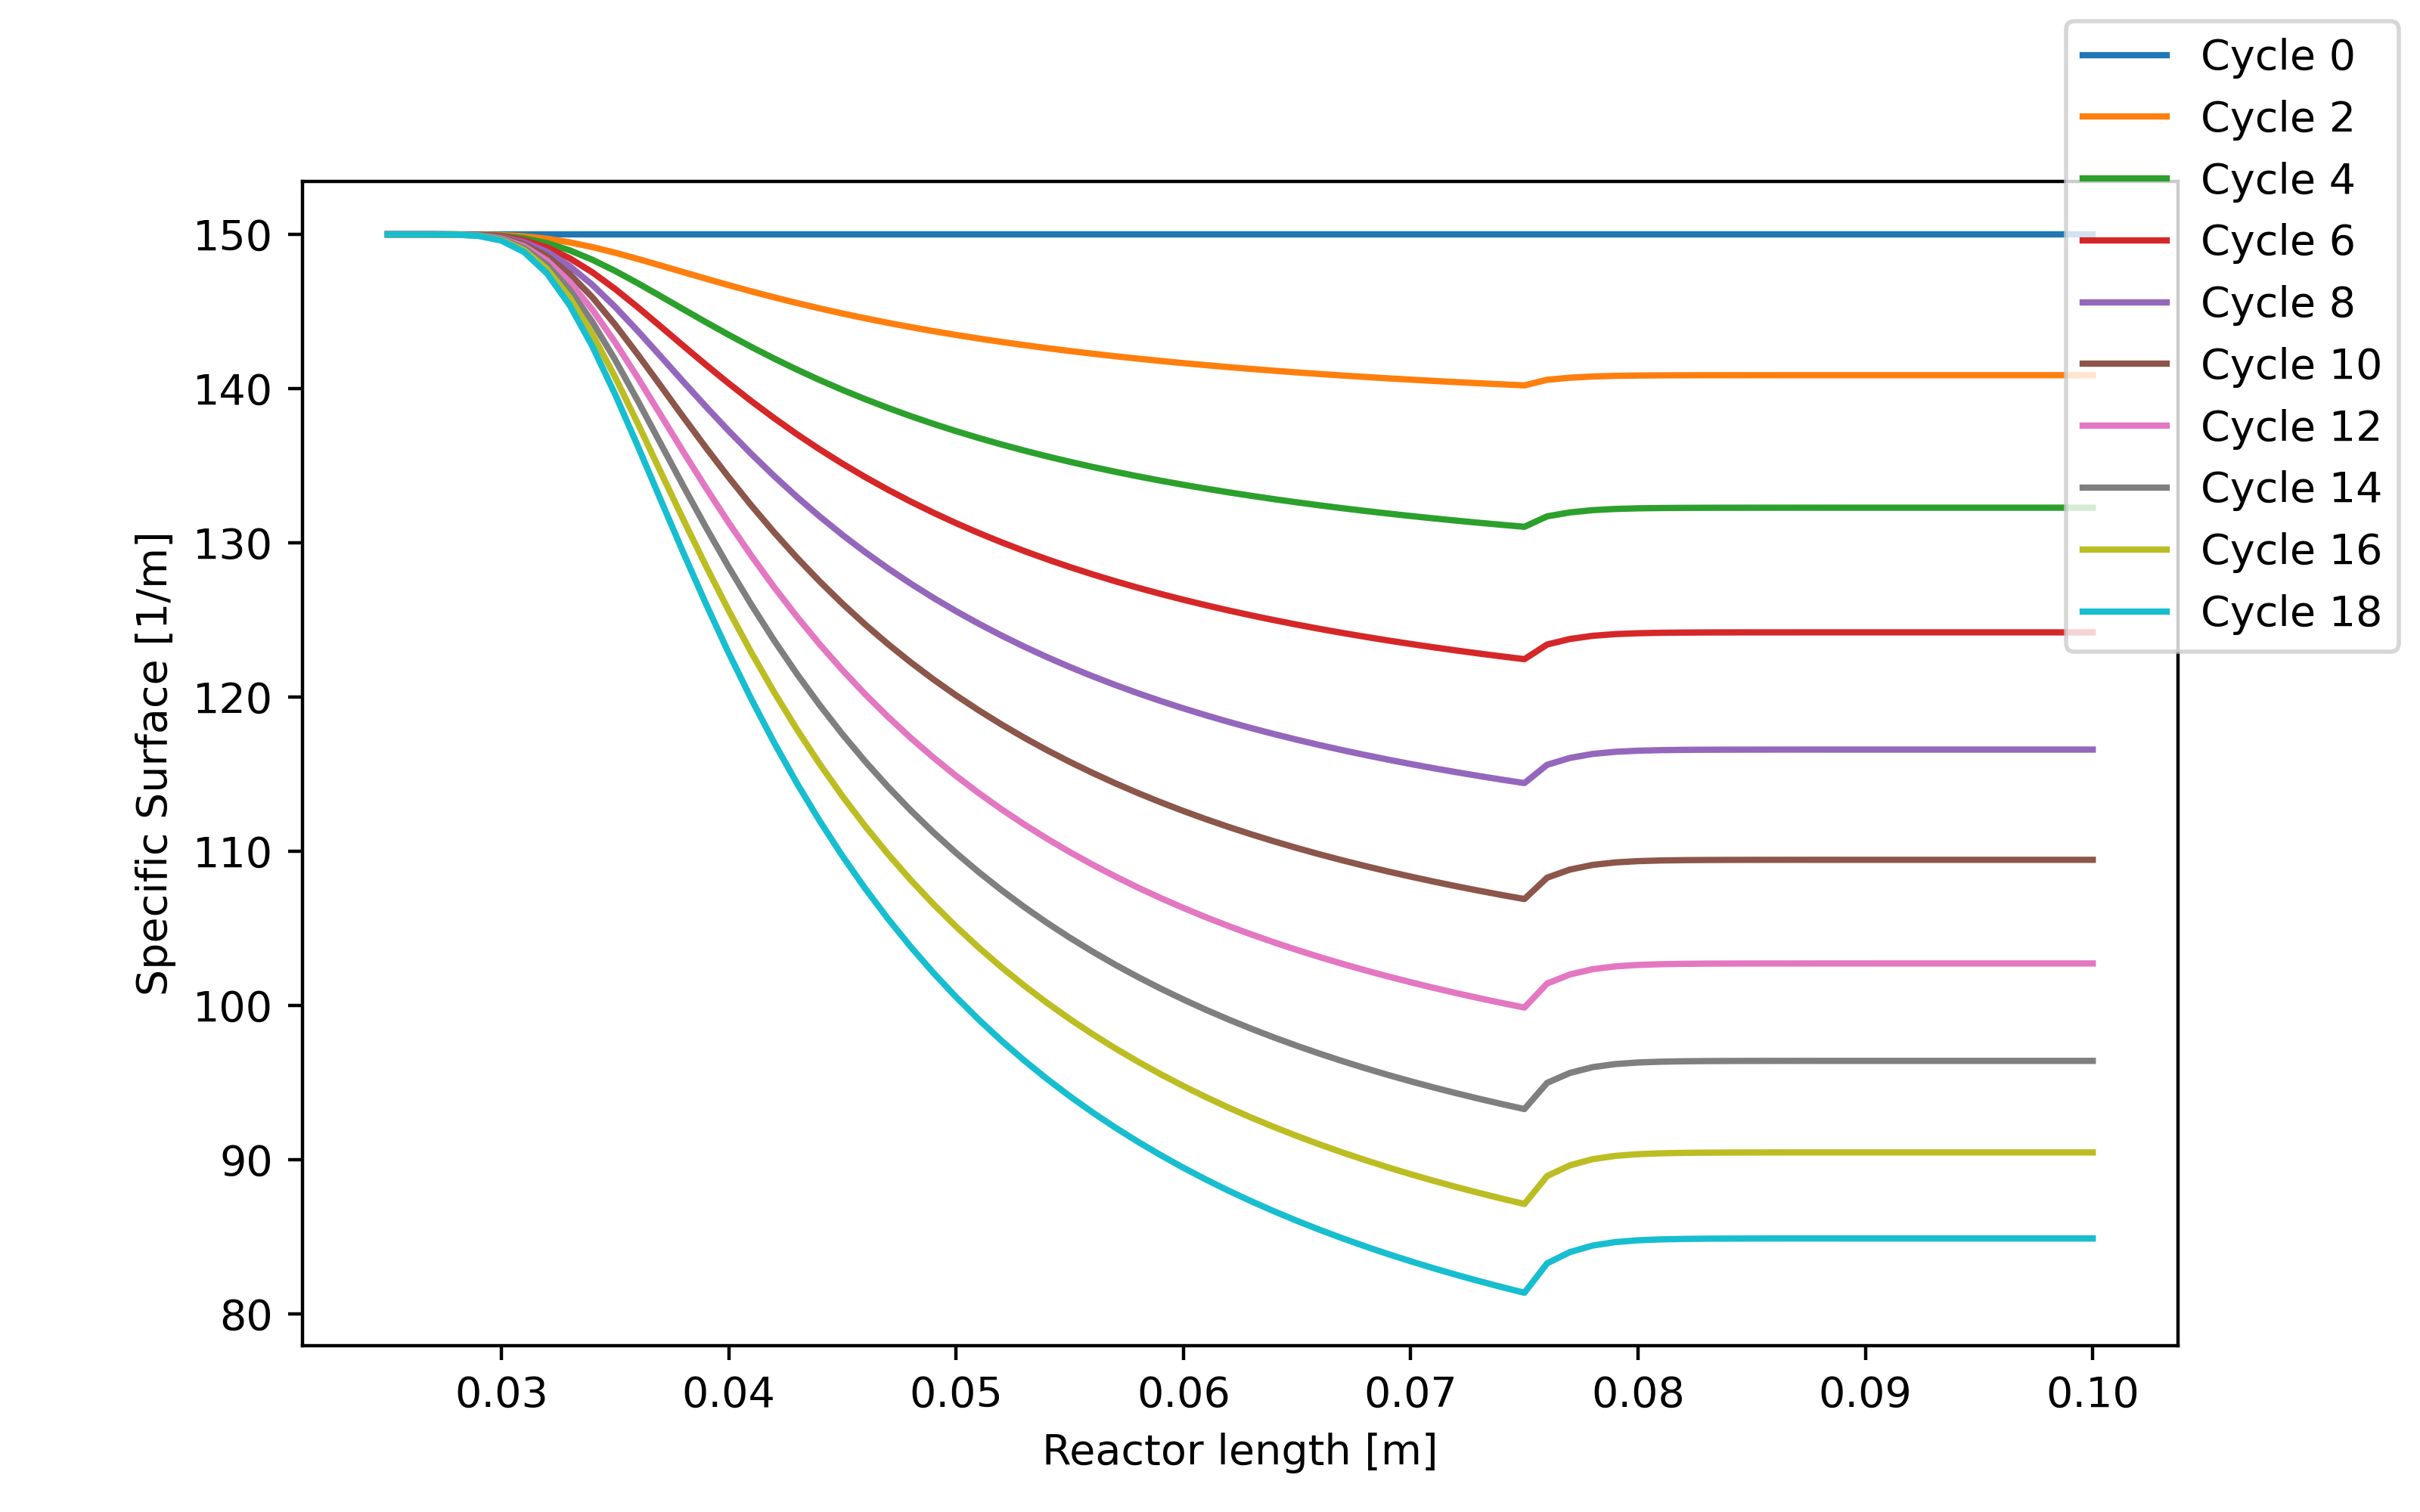 Cycle 0
Cycle 2
Cycle 4
Cycle 6
Cycle 8
Cycle 10
Cycle 12
Cycle 14
Cycle 16
Cycle 18
150
140
130
120
110
100
90
80
Specific Surface [1/m]
0.03 0.04 0.05 0.06 0.07 0.08 0.09 0.10
Reactor length [m]